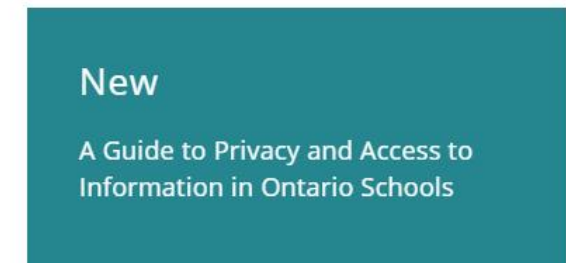 New
A Guide to Privacy and Access to
Information in Ontario Schools